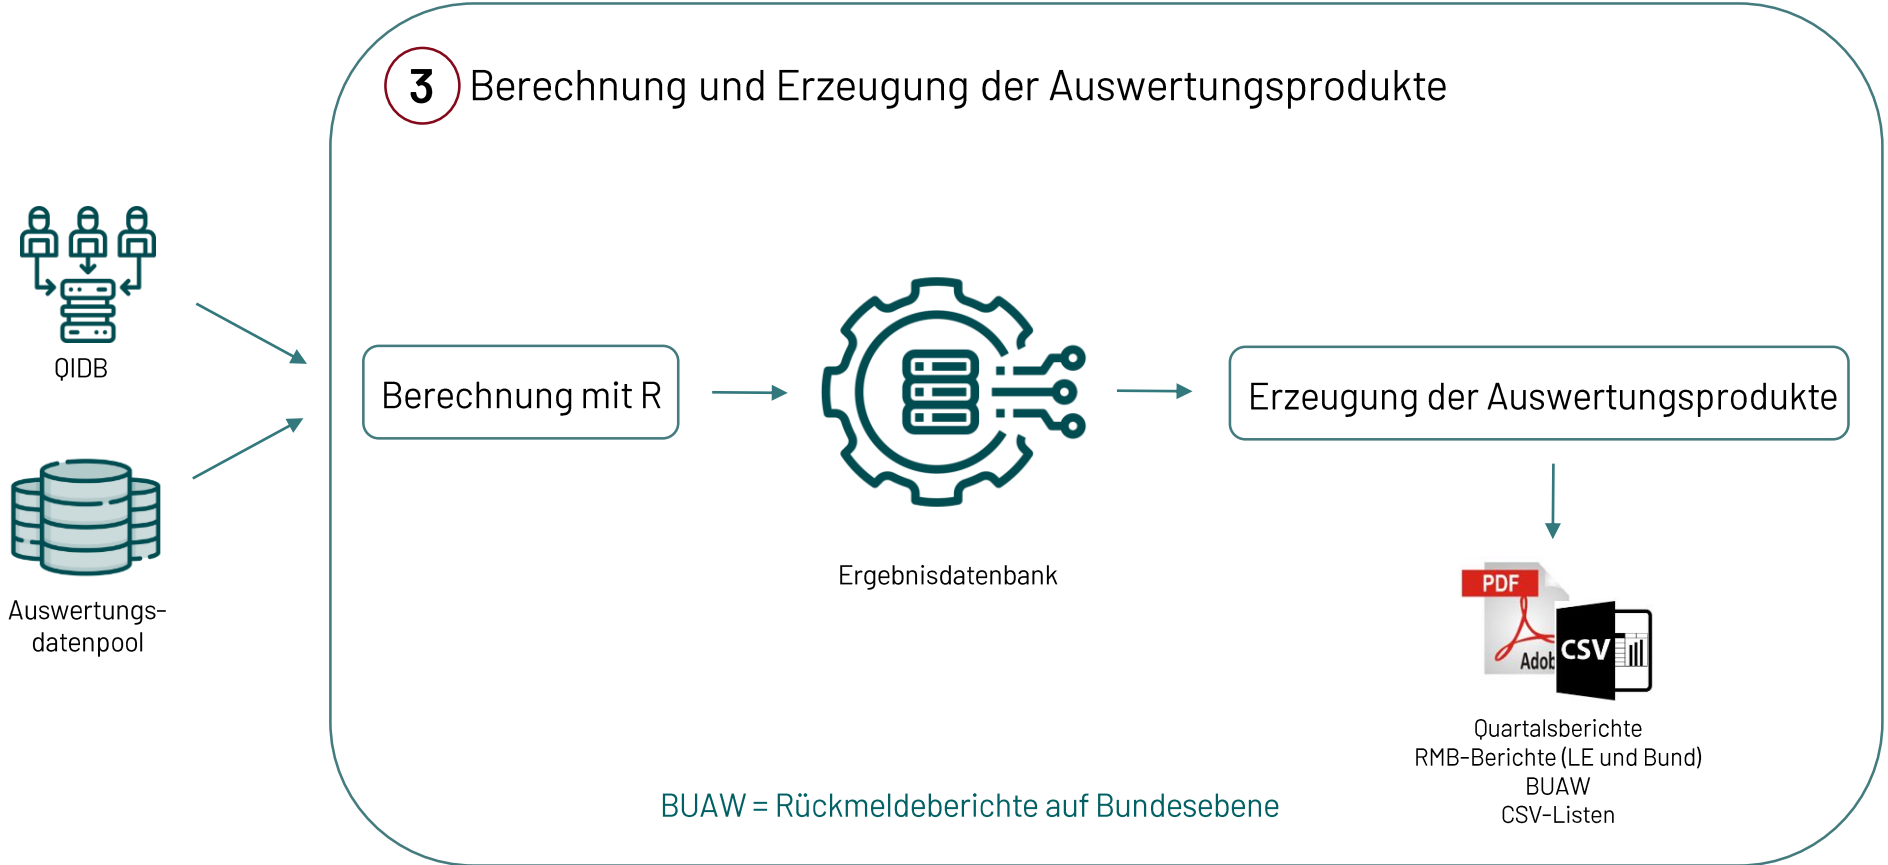 3 Berechnung und Erzeugung der Auswertungsprodukte
QIDB
Auswertungs-
datenpool
Berechnung mit R
Ergebnisdatenbank
Erzeugung der Auswertungsprodukte
PDF
Adob
CSV
Quartalsberichte
RMB-Berichte (LE und Bund)
BUAW
CSV-Listen
BUAW = Rückmeldeberichte auf Bundesebene